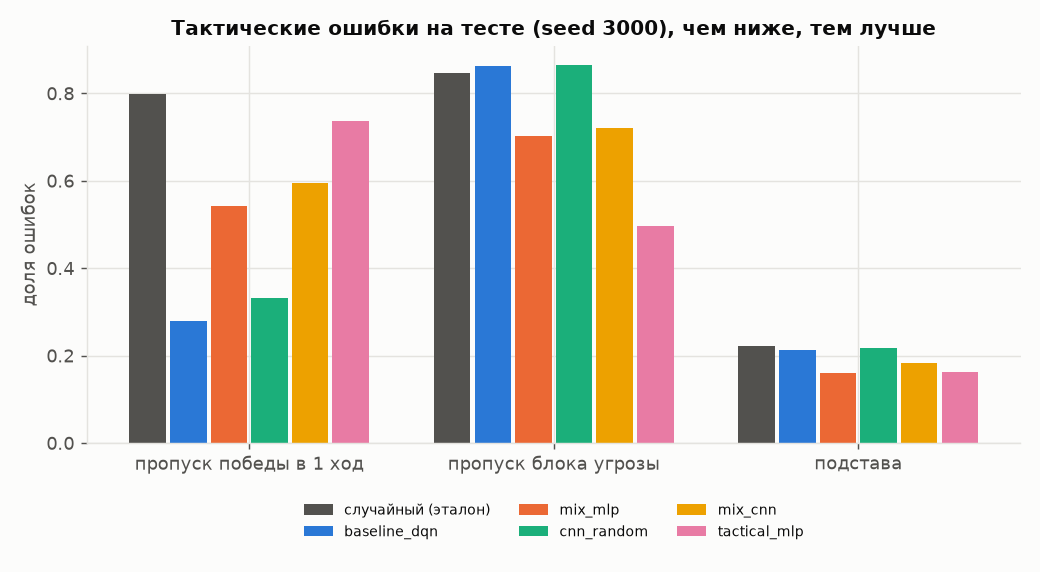 Тактические ошибки на тесте (seed 3000), чем ниже, тем лучше
доля ошибок
0.8
0.6
0.4
0.2
0.0
пропуск победы в 1 ход
пропуск блока угрозы
подстава
случайный (эталон)
mix_mlp
mix_cnn
baseline_dqn
cnn_random
tactical_mlp